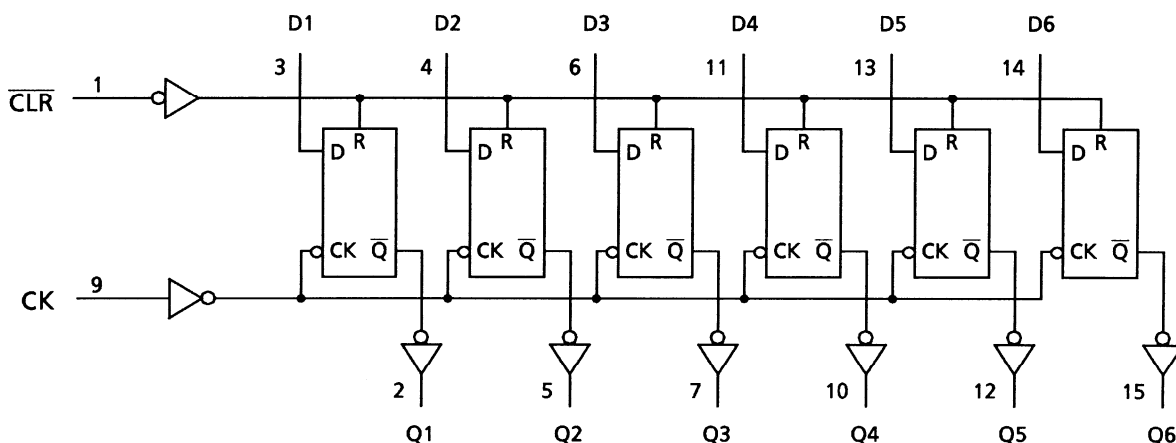 D1 D2 D3 D4 D5 D6
3 4 6 11 13 14
C̅L̅R̅ 1
R R R R R R
D D D D D D
CK Q̅ CK Q̅ CK Q̅ CK Q̅ CK Q̅ CK Q̅
CK 9
2 5 7 10 12 15
Q1 Q2 Q3 Q4 Q5 Q6